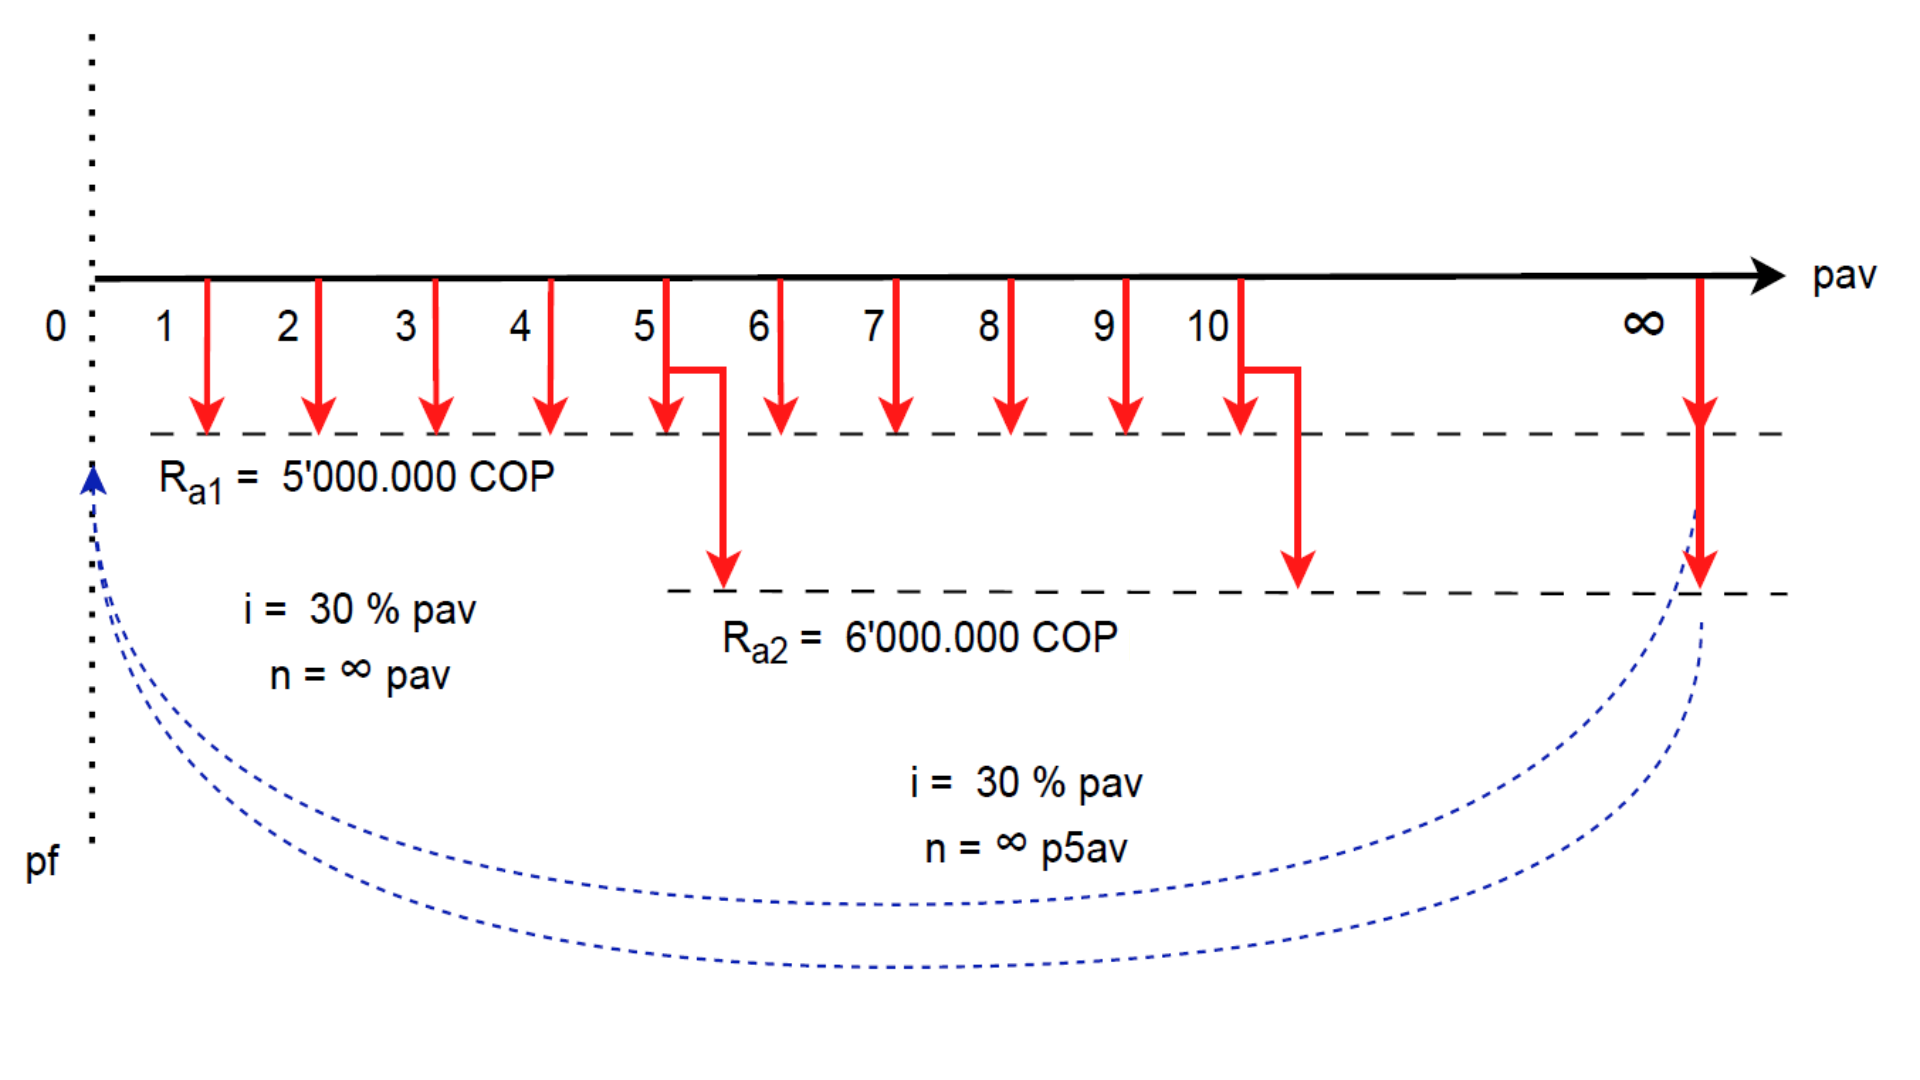 pav
0 1 2 3 4 5 6 7 8 9 10 ∞
Ra1 = 5'000.000 COP
i = 30 % pav
Ra2 = 6'000.000 COP
n = ∞ pav
i = 30 % pav
n = ∞ p5av
pf